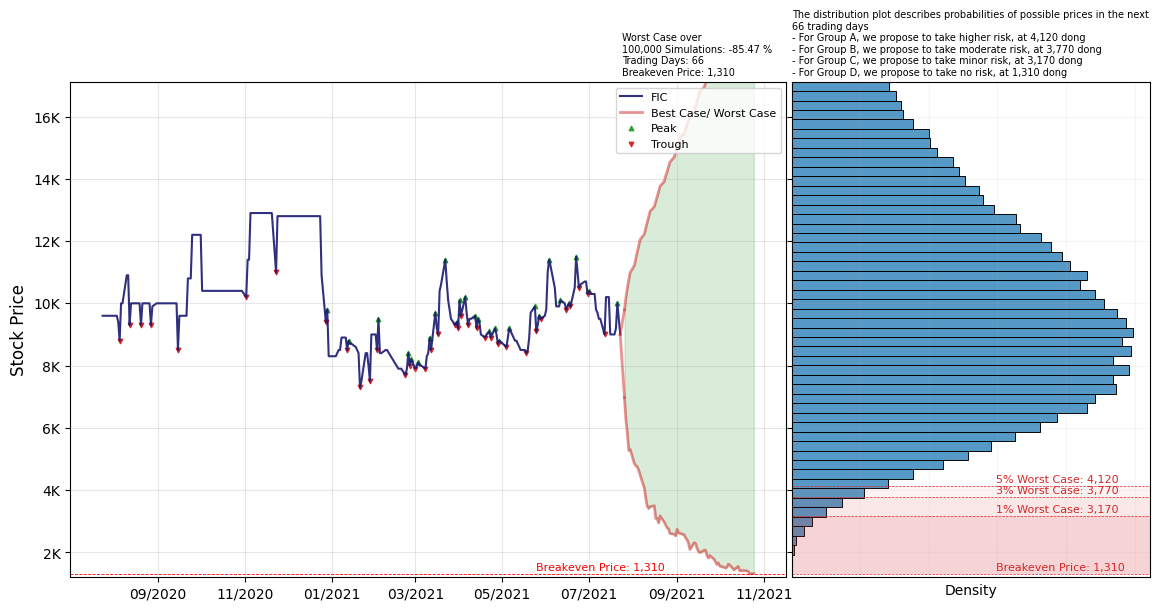 Worst Case over
100,000 Simulations: -85.47 %
Trading Days: 66
Breakeven Price: 1,310
The distribution plot describes probabilities of possible prices in the next
66 trading days
- For Group A, we propose to take higher risk, at 4,120 dong
- For Group B, we propose to take moderate risk, at 3,770 dong
- For Group C, we propose to take minor risk, at 3,170 dong
- For Group D, we propose to take no risk, at 1,310 dong
FIC
Best Case/ Worst Case
Peak
Trough
Stock Price
16K
14K
12K
10K
8K
6K
4K
2K
Breakeven Price: 1,310
09/2020
11/2020
01/2021
03/2021
05/2021
07/2021
09/2021
11/2021
5% Worst Case: 4,120
3% Worst Case: 3,770
1% Worst Case: 3,170
Breakeven Price: 1,310
Density